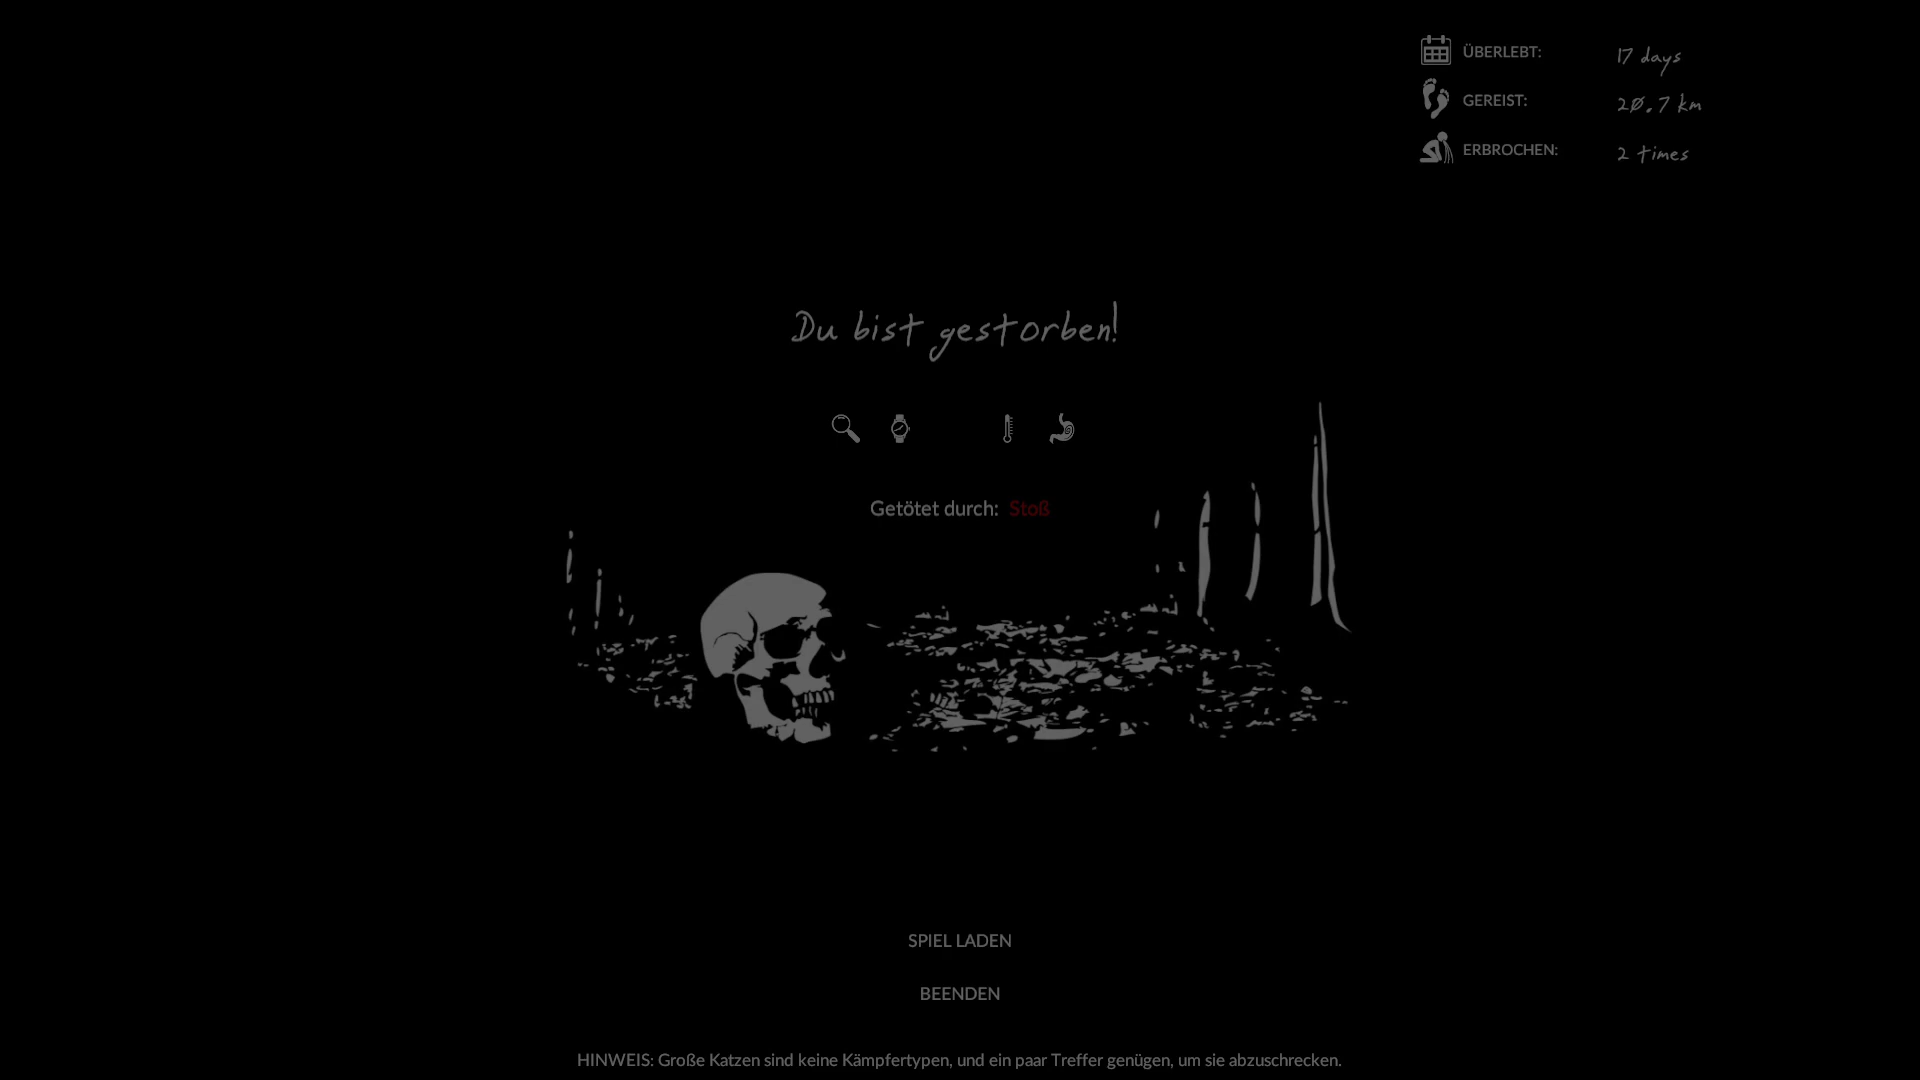 ÜBERLEBT: 17 days
GEREIST: 20.7 km
ERBROCHEN: 2 times
Du bist gestorben!
Getötet durch: Stoß
SPIEL LADEN
BEENDEN
HINWEIS: Große Katzen sind keine Kämpfertypen, und ein paar Treffer genügen, um sie abzuschrecken.